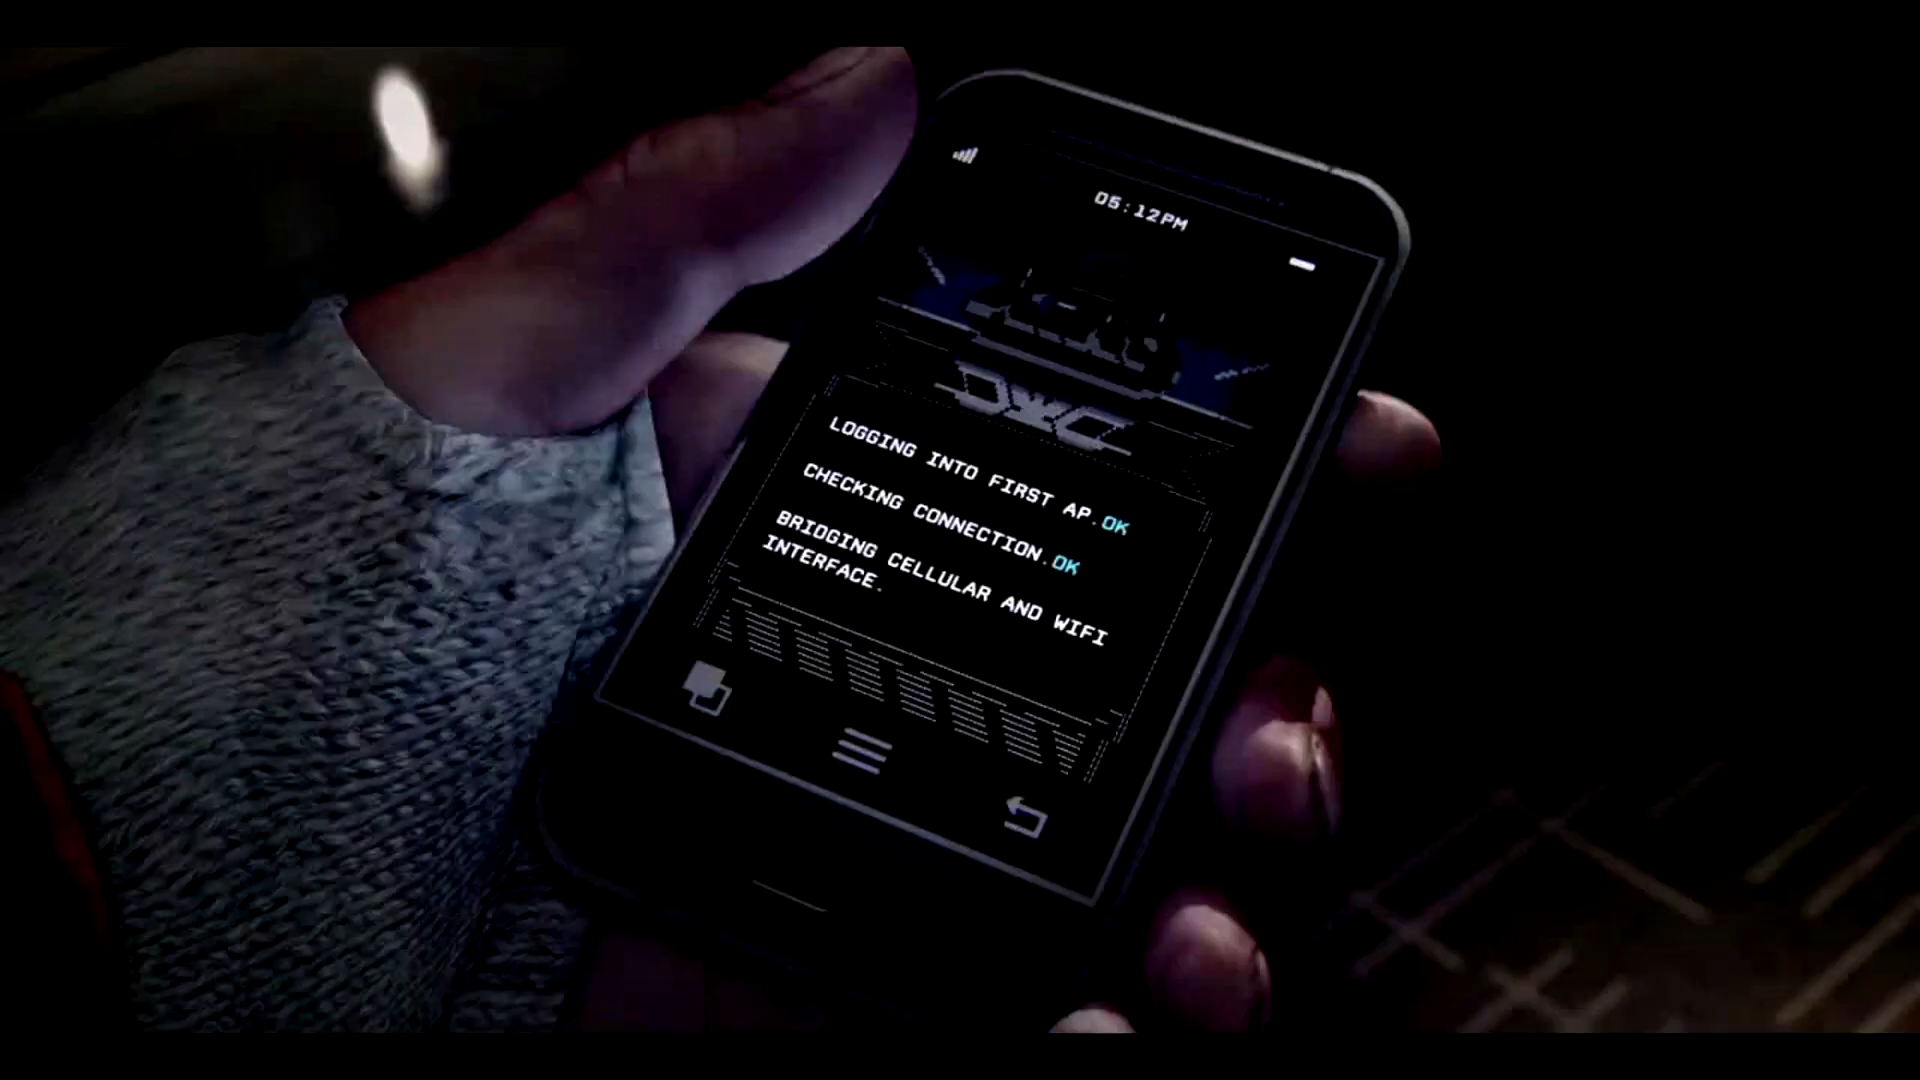 05:12PM
LOGGING INTO FIRST AP.OK
CHECKING CONNECTION.OK
BRIDGING CELLULAR AND WIFI
INTERFACE.